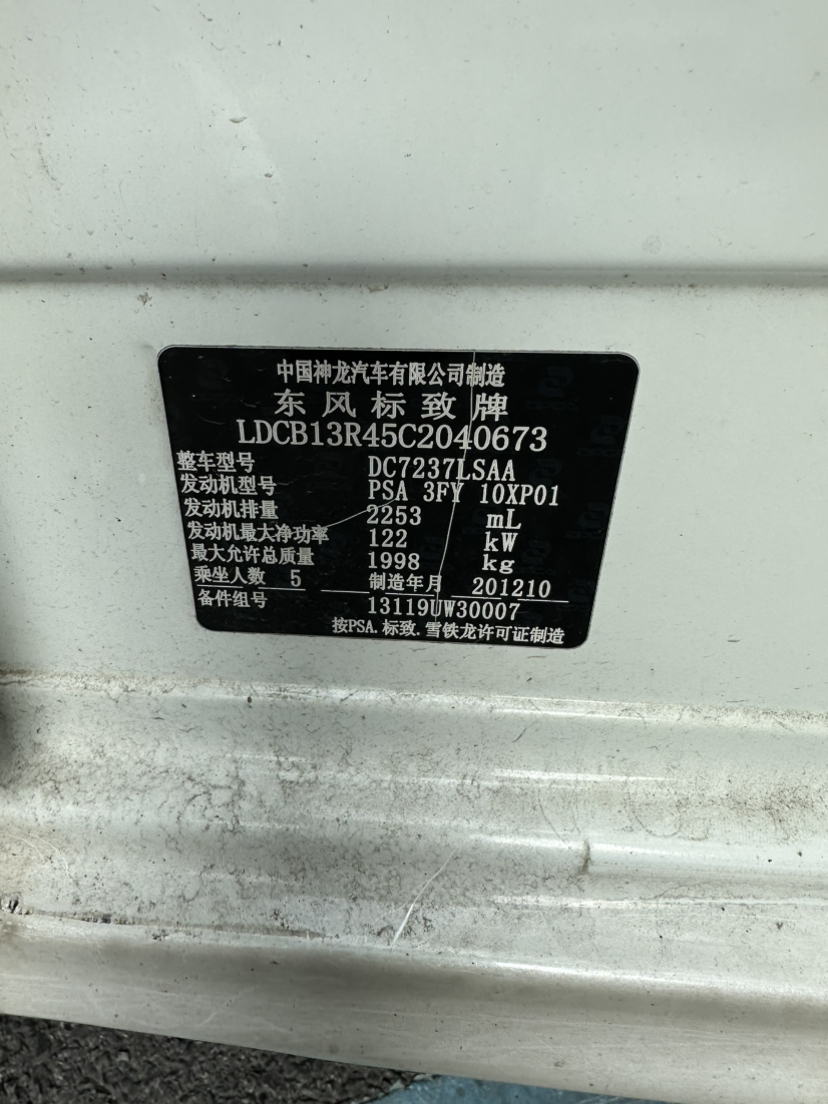 中国神龙汽车有限公司制造
东风标致牌
LDCB13R45C2040673
整车型号 DC7237LSAA
发动机型号 PSA 3FY 10XP01
发动机排量 2253 mL
发动机最大净功率 122 kW
最大允许总质量 1998 kg
乘坐人数 5 制造年月 201210
备件组号 13119UW30007
按PSA.标致.雪铁龙许可证制造